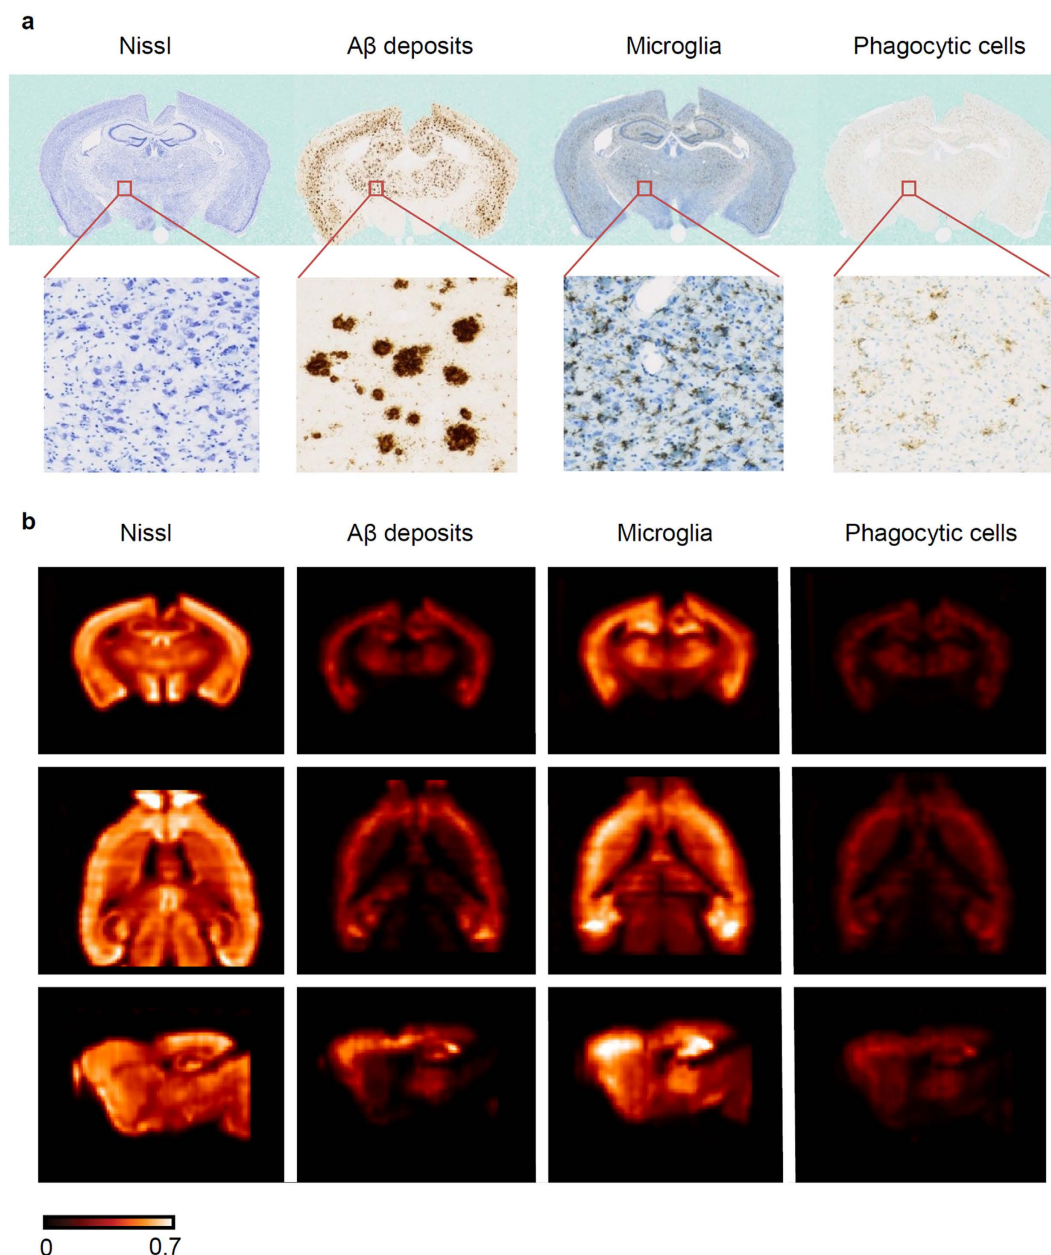 a
Nissl Aβ deposits Microglia Phagocytic cells
b
Nissl Aβ deposits Microglia Phagocytic cells
0 0.7